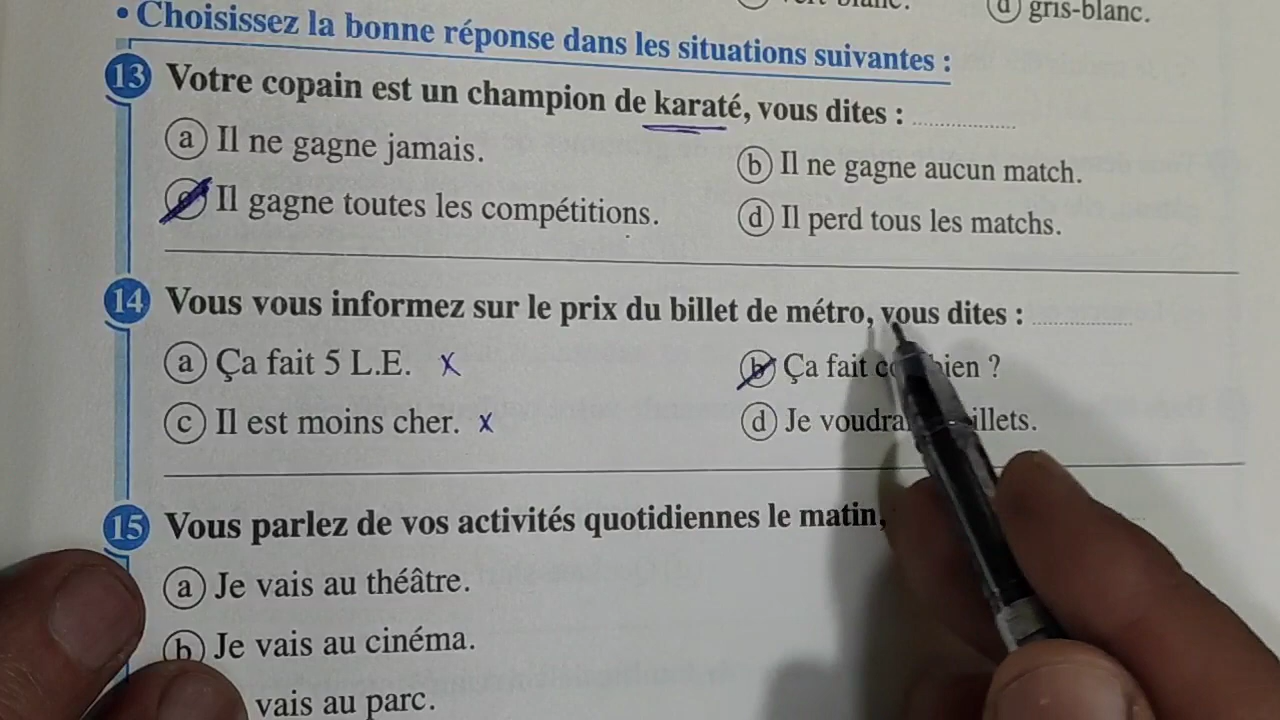 ⓓ gris-blanc.
• Choisissez la bonne réponse dans les situations suivantes :
13 Votre copain est un champion de karaté, vous dites : ....................
ⓐ Il ne gagne jamais.
ⓑ Il ne gagne aucun match.
Il gagne toutes les compétitions.
ⓓ Il perd tous les matchs.
14 Vous vous informez sur le prix du billet de métro, vous dites : ....................
ⓐ Ça fait 5 L.E. X
ⓑ Ça fait ?
ⓒ Il est moins cher. x
ⓓ Je
15 Vous parlez de vos activités quotidiennes le matin,
ⓐ Je vais au théâtre.
ⓑ Je vais au cinéma.
vais au parc.